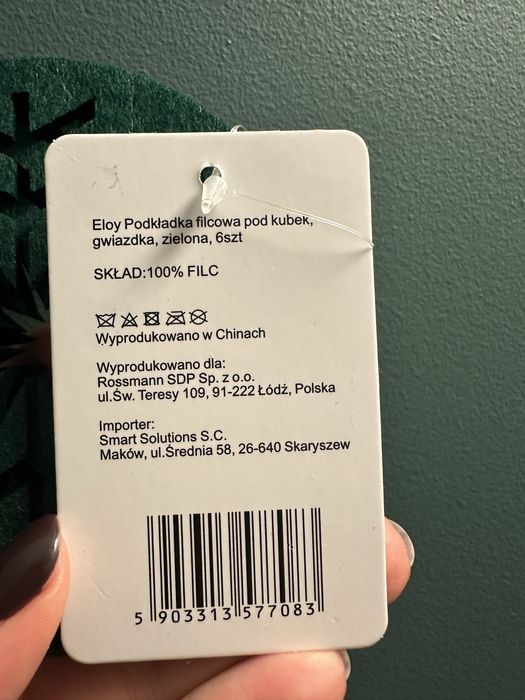 Eloy Podkładka filcowa pod kubek,
gwiazdka, zielona, 6szt
SKŁAD:100% FILC
Wyprodukowano w Chinach
Wyprodukowano dla:
Rossmann SDP Sp. z o.o.
ul.Św. Teresy 109, 91-222 Łódź, Polska
Importer:
Smart Solutions S.C.
Maków, ul.Średnia 58, 26-640 Skaryszew
5 903313 577083